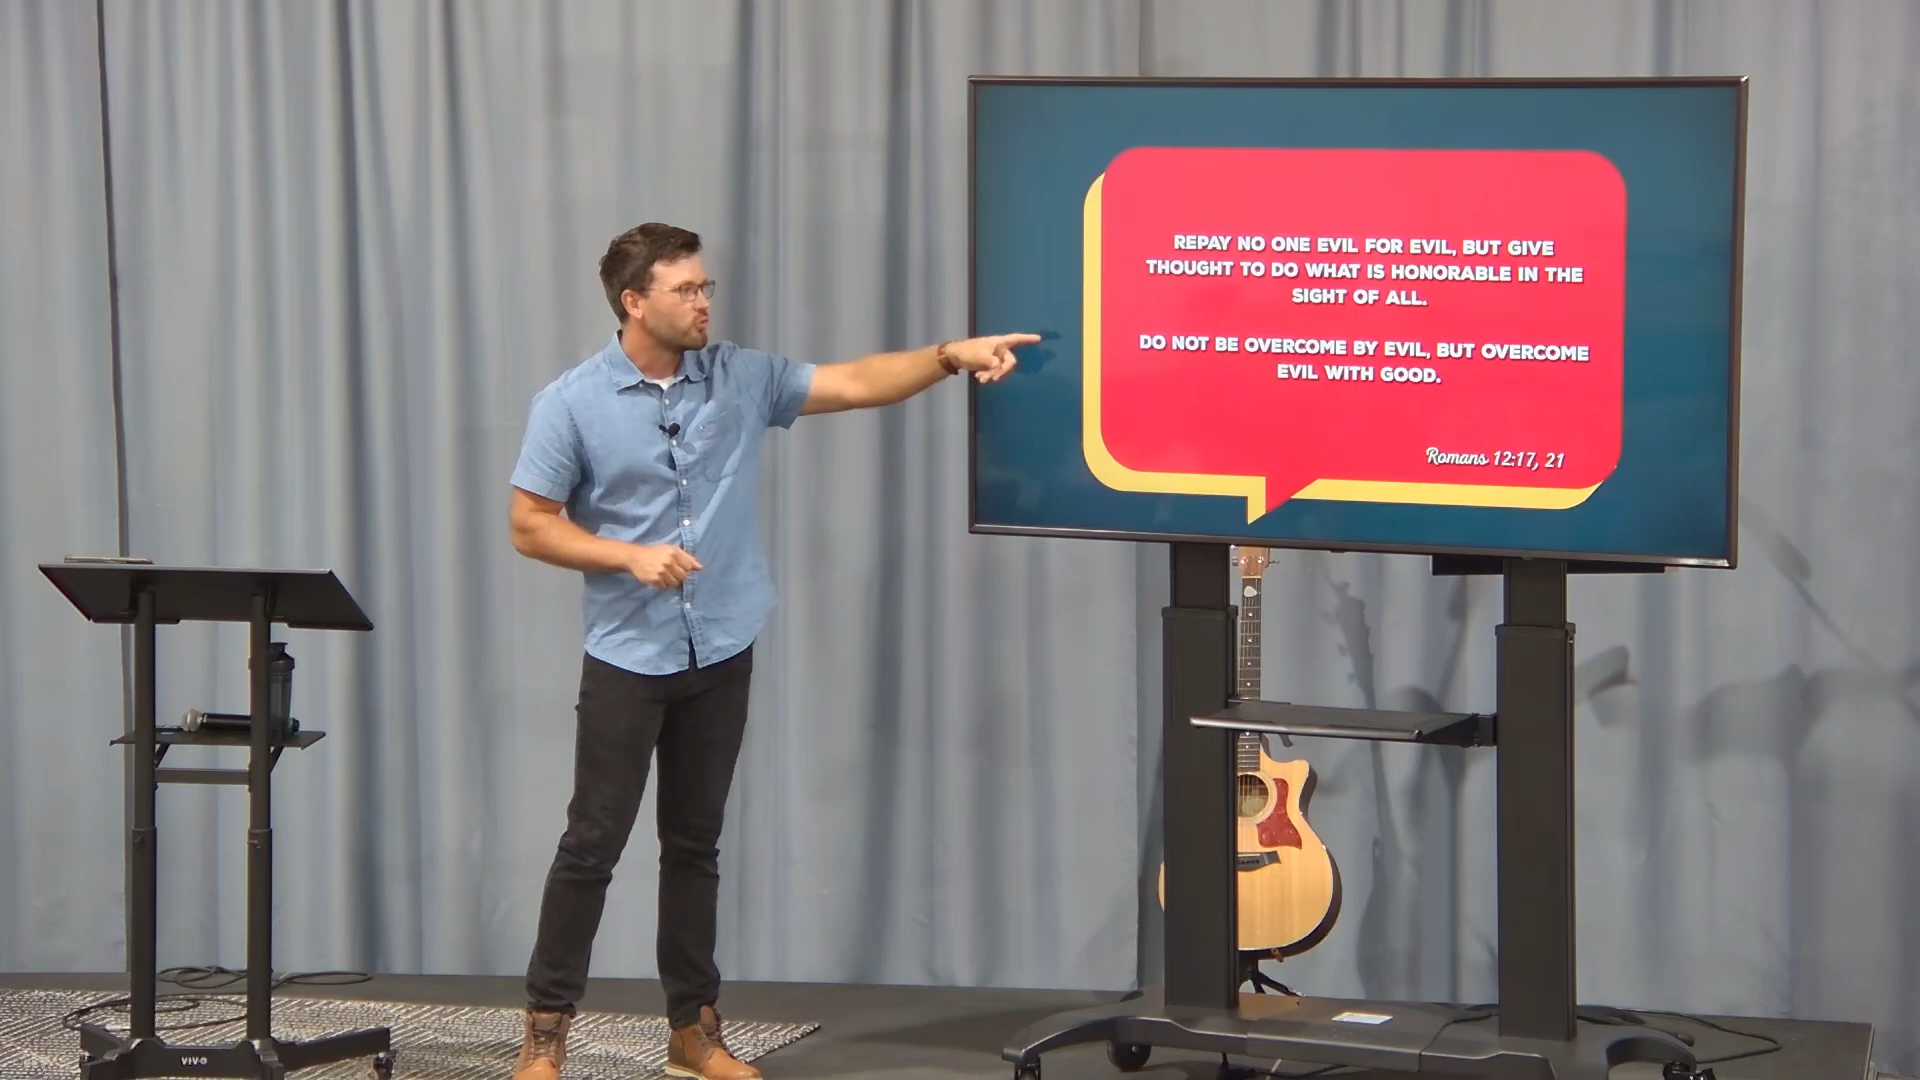 REPAY NO ONE EVIL FOR EVIL, BUT GIVE
THOUGHT TO DO WHAT IS HONORABLE IN THE
SIGHT OF ALL.
DO NOT BE OVERCOME BY EVIL, BUT OVERCOME
EVIL WITH GOOD.
Romans 12:17, 21
VIVO